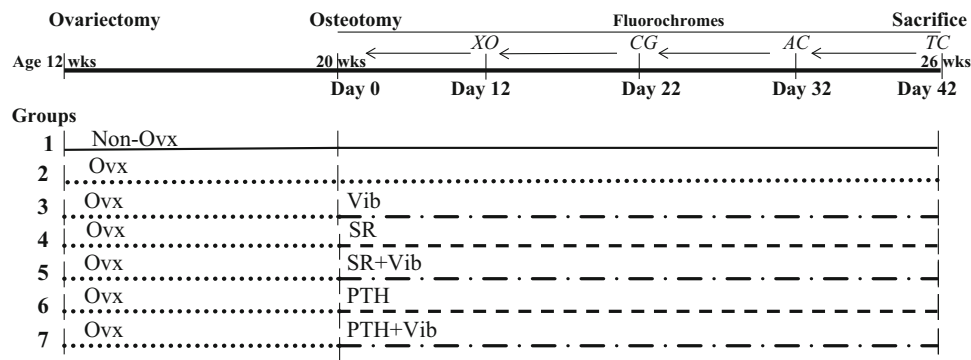 Ovariectomy Osteotomy Fluorochromes Sacrifice
XO CG AC TC
Age 12 wks 20 wks 26 wks
Day 0 Day 12 Day 22 Day 32 Day 42
Groups
1 Non-Ovx
2 Ovx
3 Ovx Vib
4 Ovx SR
5 Ovx SR+Vib
6 Ovx PTH
7 Ovx PTH+Vib